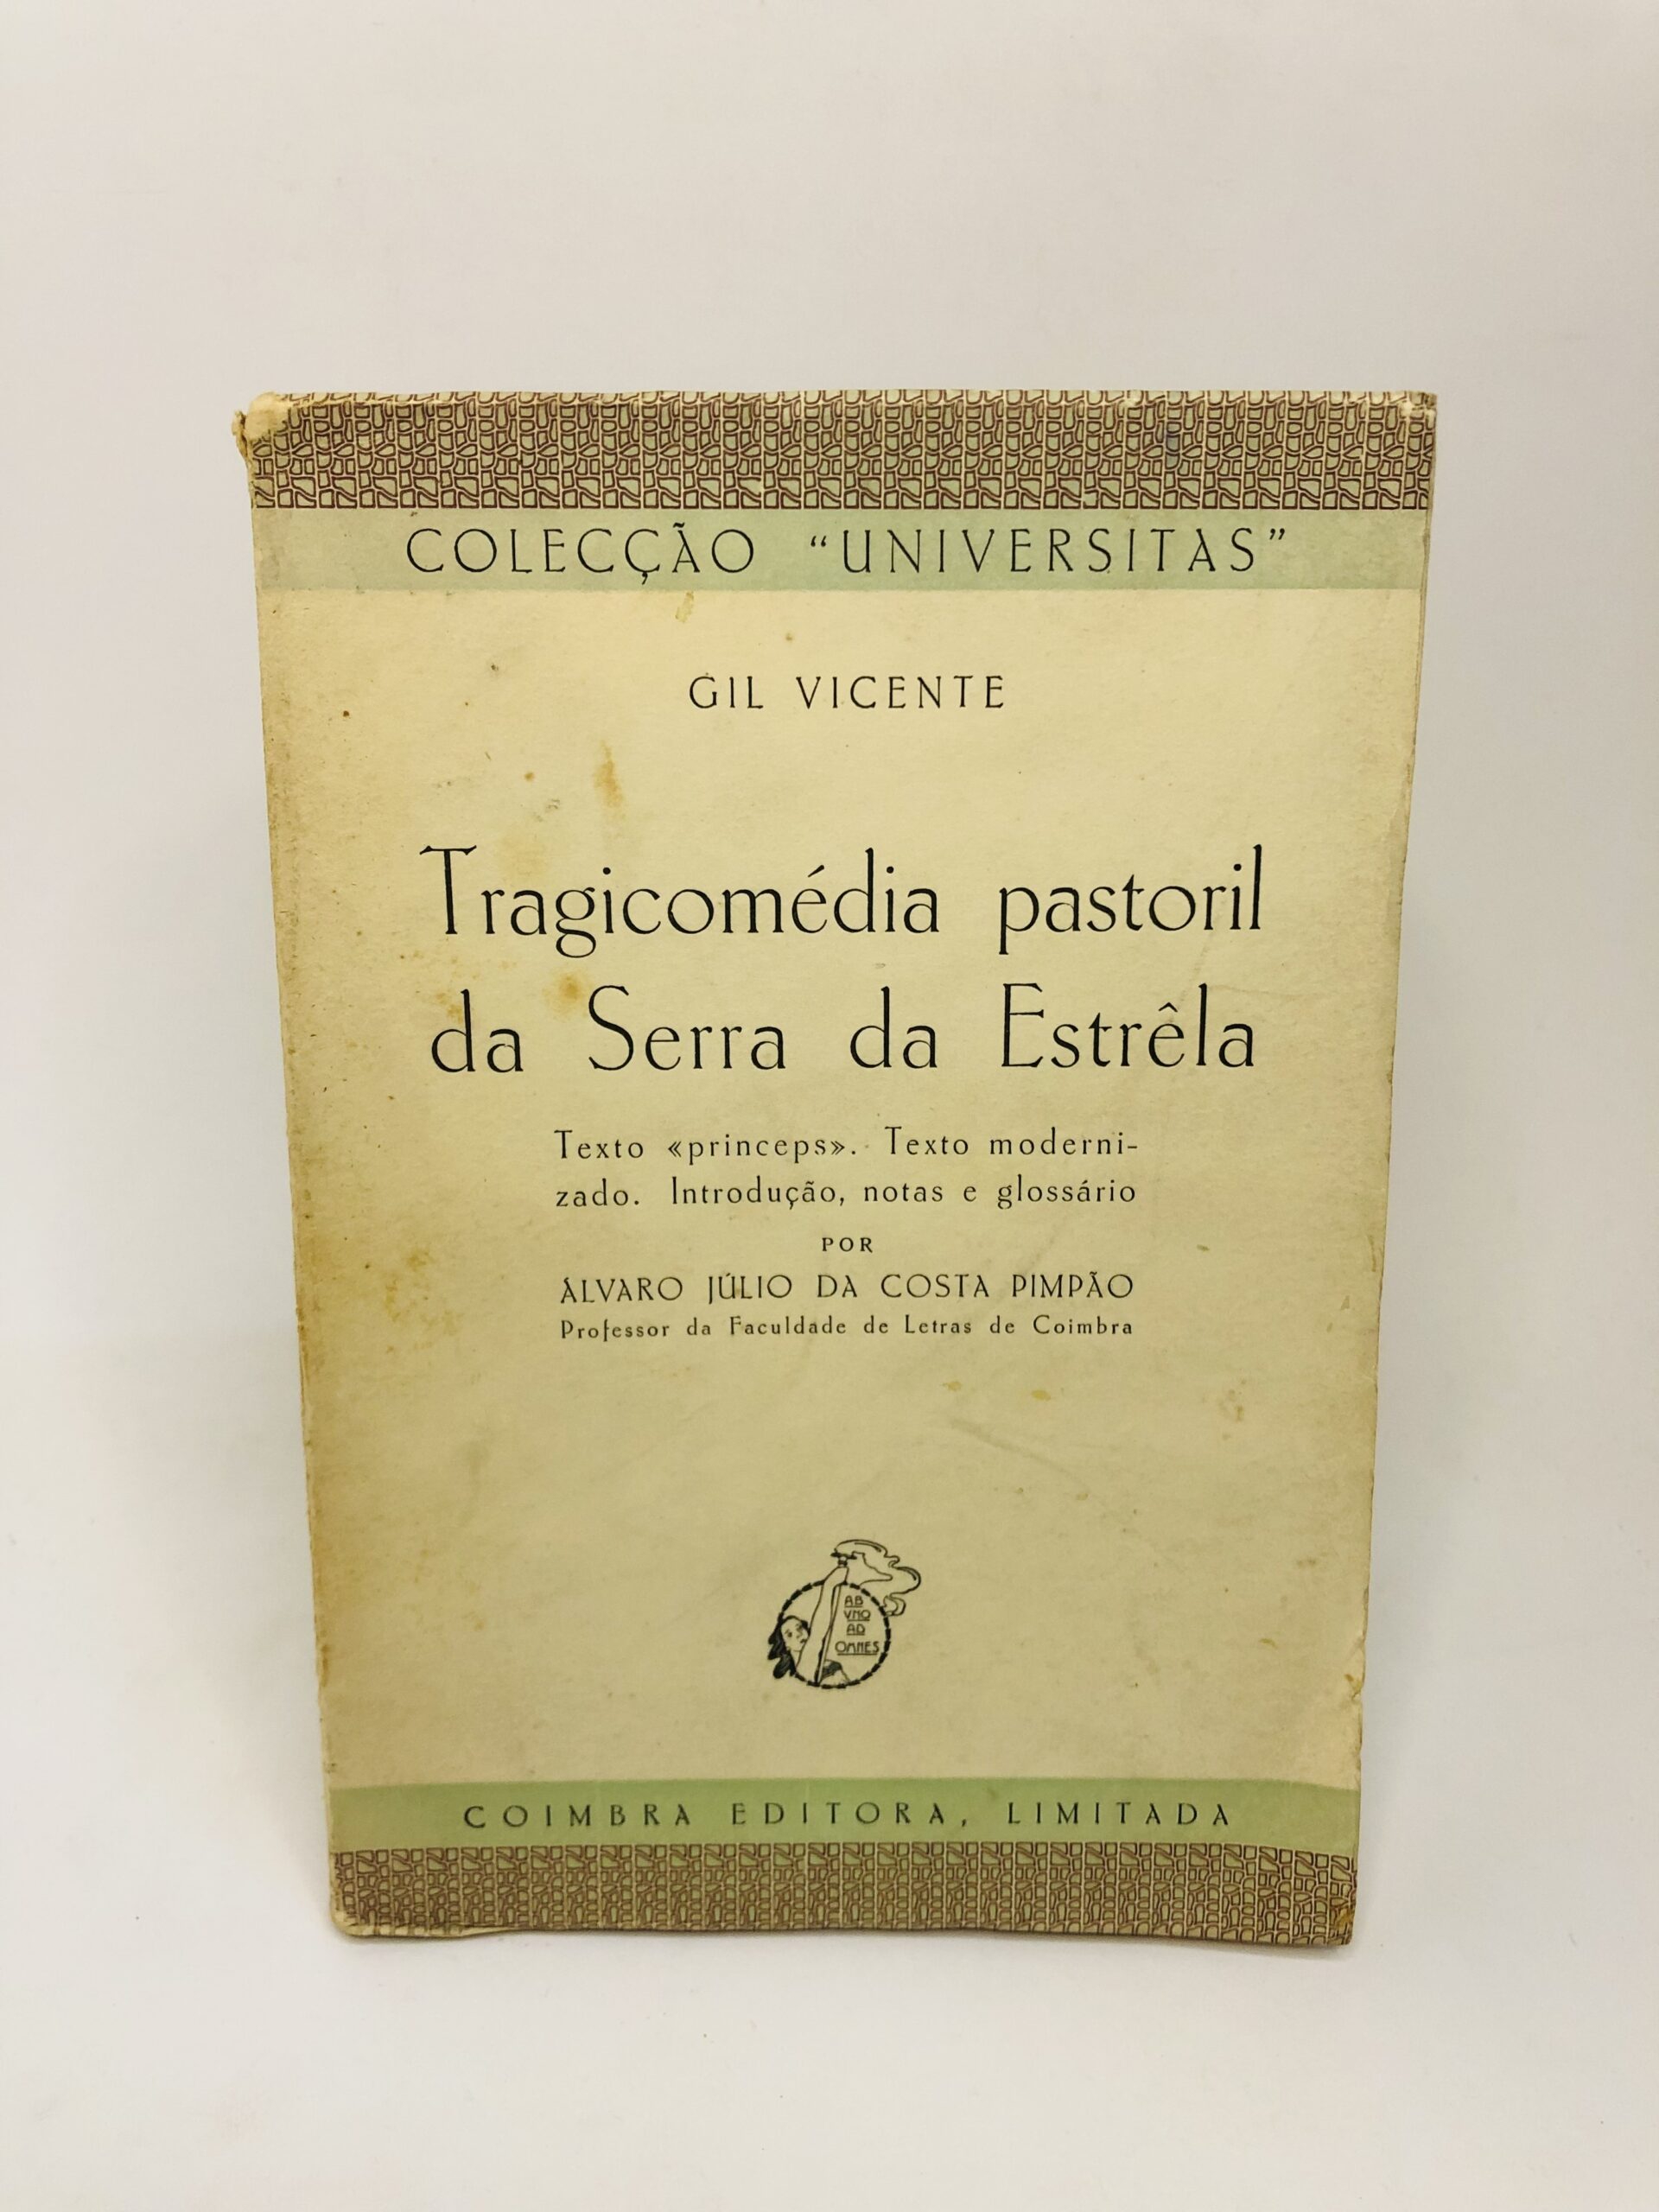 COLECÇÃO “UNIVERSITAS”
GIL VICENTE
Tragicomédia pastoril
da Serra da Estrêla
Texto «princeps». Texto moderni-
zado. Introdução, notas e glossário
POR
ÁLVARO JÚLIO DA COSTA PIMPÃO
Professor da Faculdade de Letras de Coimbra
AB
VNO
AD
OMNES
COIMBRA EDITORA, LIMITADA